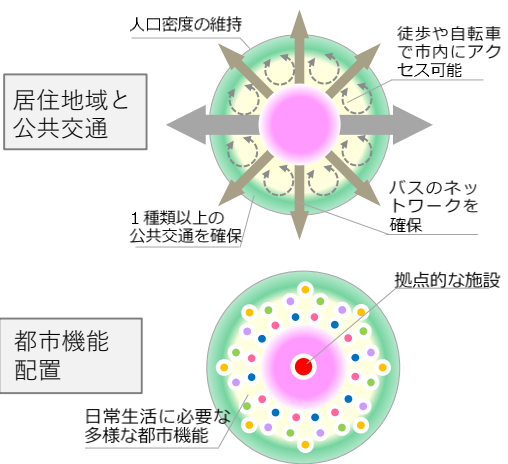 人口密度の維持
徒歩や自転車
で市内にアク
セス可能
居住地域と
公共交通
バスのネッ
トワークを
確保
１種類以上の
公共交通を確保
拠点的な施設
都市機能
配置
日常生活に必要な
多様な都市機能